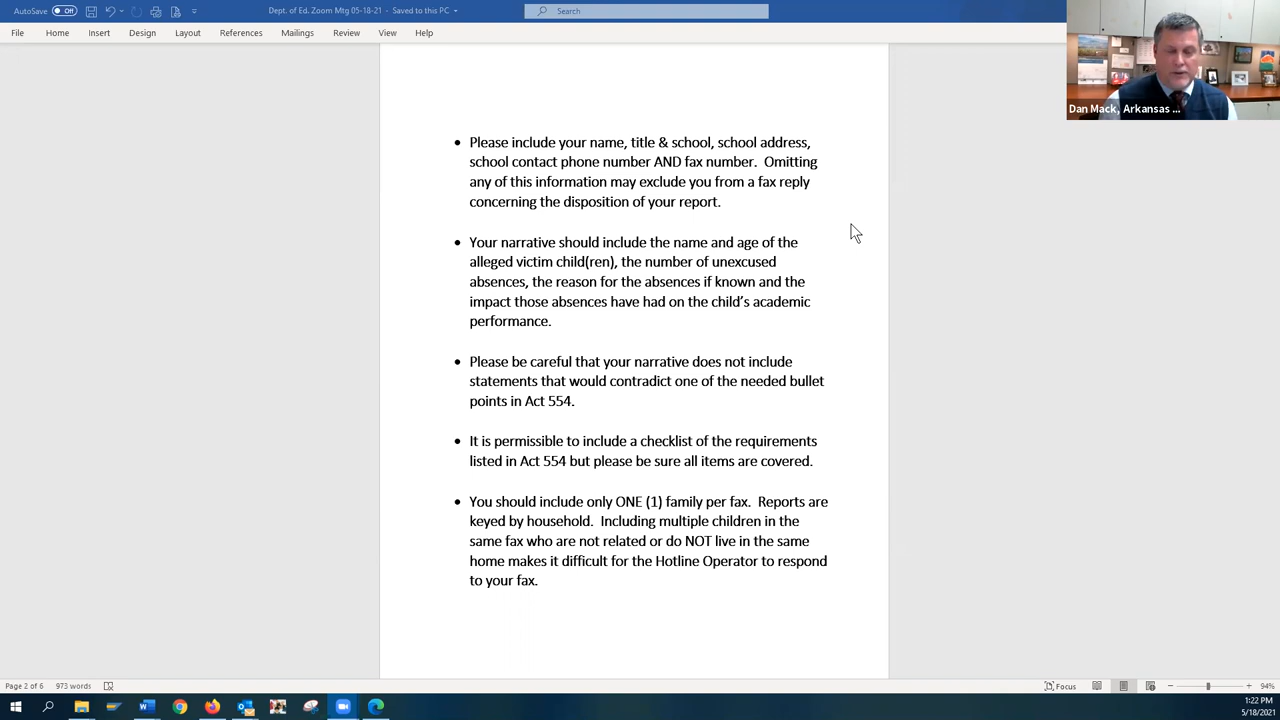 AutoSave Off
Dept. of Ed. Zoom Mtg 05-18-21 - Saved to this PC
Search
File Home Insert Design Layout References Mailings Review View Help
Dan Mack, Arkansas ...
• Please include your name, title & school, school address,
school contact phone number AND fax number. Omitting
any of this information may exclude you from a fax reply
concerning the disposition of your report.
• Your narrative should include the name and age of the
alleged victim child(ren), the number of unexcused
absences, the reason for the absences if known and the
impact those absences have had on the child's academic
performance.
• Please be careful that your narrative does not include
statements that would contradict one of the needed bullet
points in Act 554.
• It is permissible to include a checklist of the requirements
listed in Act 554 but please be sure all items are covered.
• You should include only ONE (1) family per fax. Reports are
keyed by household. Including multiple children in the
same fax who are not related or do NOT live in the same
home makes it difficult for the Hotline Operator to respond
to your fax.
Page 2 of 6 973 words
Focus
94%
1:22 PM
5/18/2021